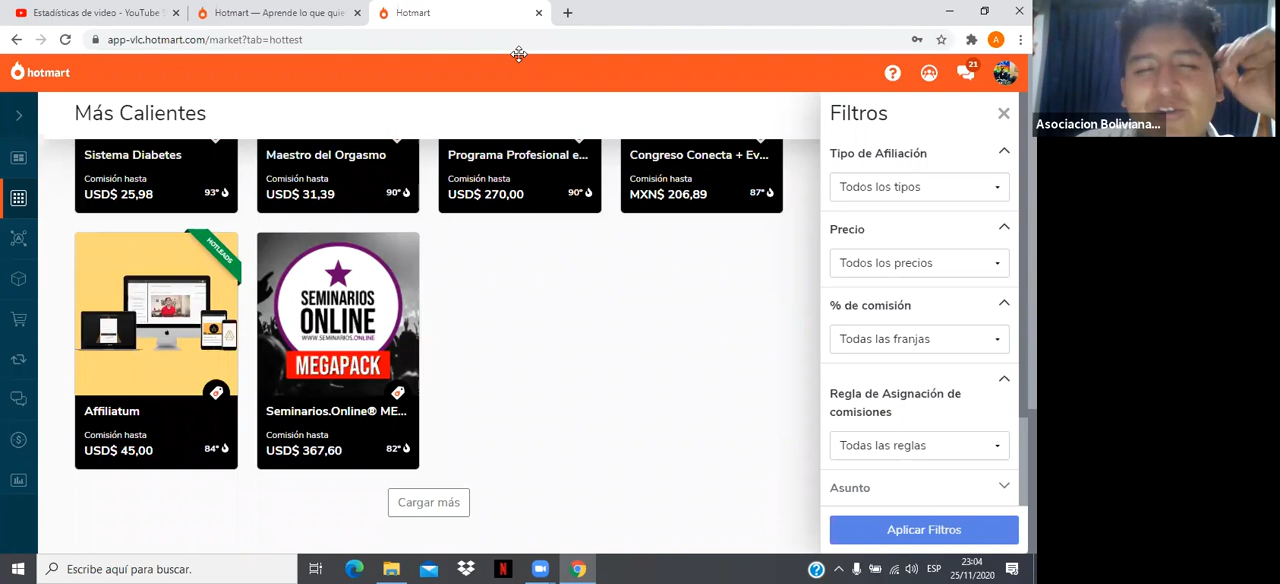 Estadísticas de video - YouTube
Hotmart — Aprende lo que quie
Hotmart
app-vlc.hotmart.com/market?tab=hottest
A
hotmart
21
Más Calientes
Sistema Diabetes
Comisión hasta
USD$ 25,98
93°
Maestro del Orgasmo
Comisión hasta
USD$ 31,39
90°
Programa Profesional e...
Comisión hasta
USD$ 270,00
90°
Congreso Conecta + Ev...
Comisión hasta
MXN$ 206,89
87°
HOTLEADS
Affiliatum
Comisión hasta
USD$ 45,00
84°
SEMINARIOS
ONLINE
WWW.SEMINARIOS.ONLINE
MEGAPACK
Seminarios.Online® ME...
Comisión hasta
USD$ 367,60
82°
Cargar más
Filtros
Tipo de Afiliación
Todos los tipos
Precio
Todos los precios
% de comisión
Todas las franjas
Regla de Asignación de
comisiones
Todas las reglas
Asunto
Aplicar Filtros
Asociacion Boliviana...
Escribe aquí para buscar.
ESP
23:04
25/11/2020